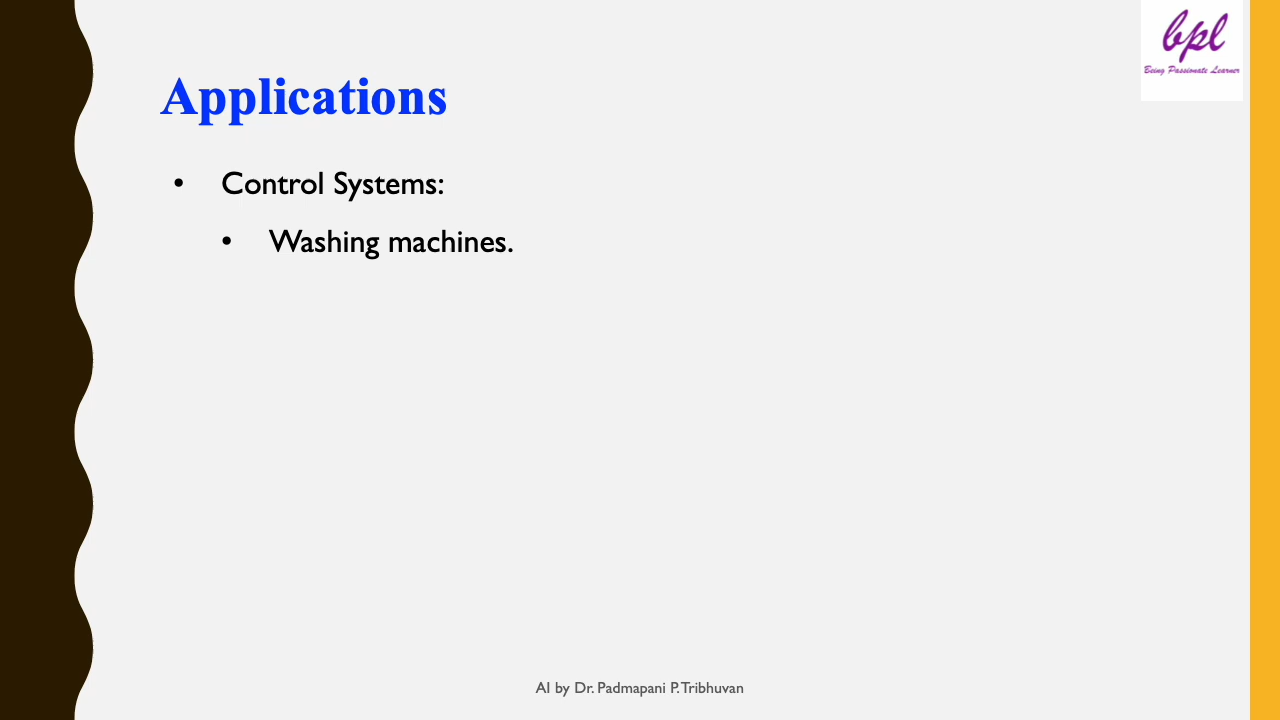 bpl
Being Passionate Learner
Applications
• Control Systems:
• Washing machines.
AI by Dr. Padmapani P. Tribhuvan